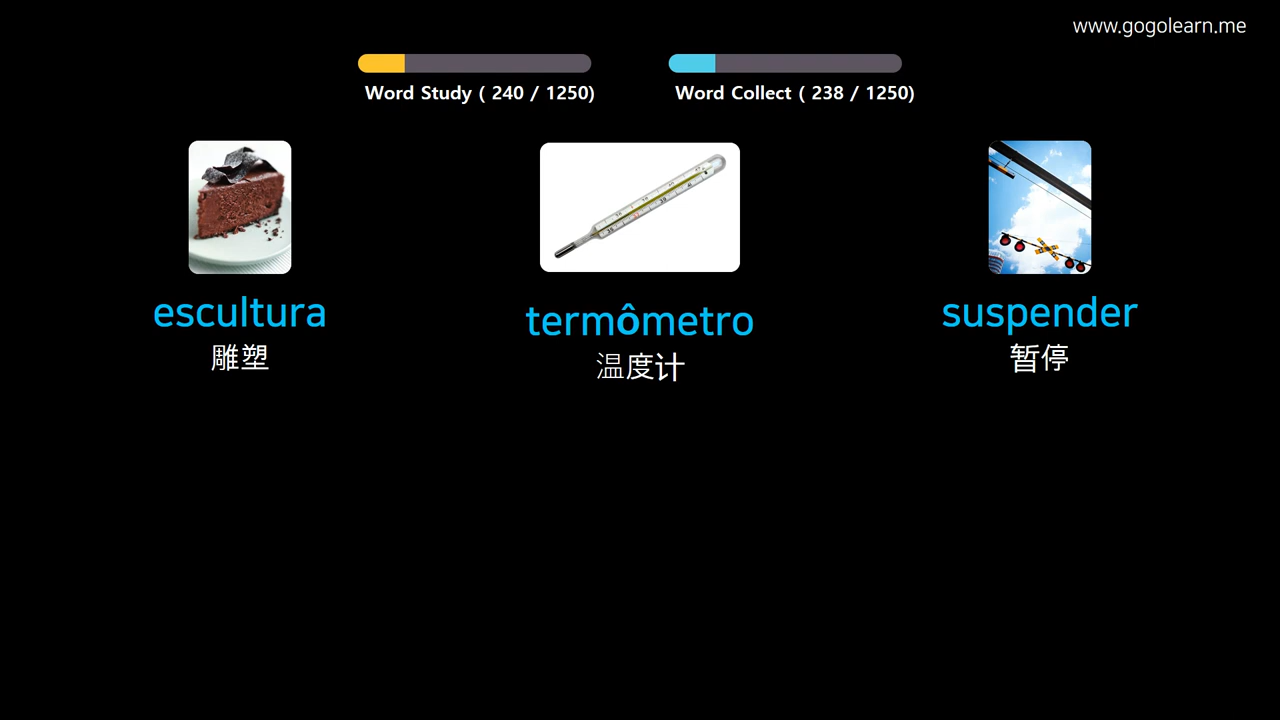 www.gogolearn.me
Word Study ( 240 / 1250)
Word Collect ( 238 / 1250)
escultura
雕塑
termômetro
温度计
suspender
暂停